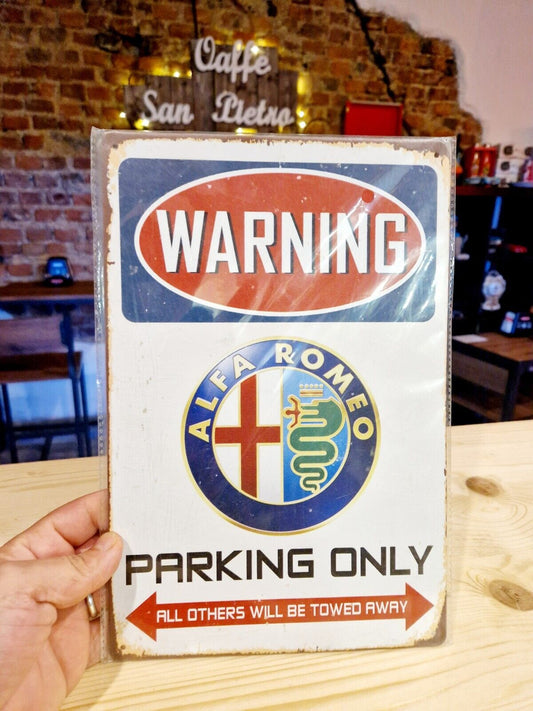 Caffe
San Pietro
WARNING
ALFA ROMEO
PARKING ONLY
ALL OTHERS WILL BE TOWED AWAY